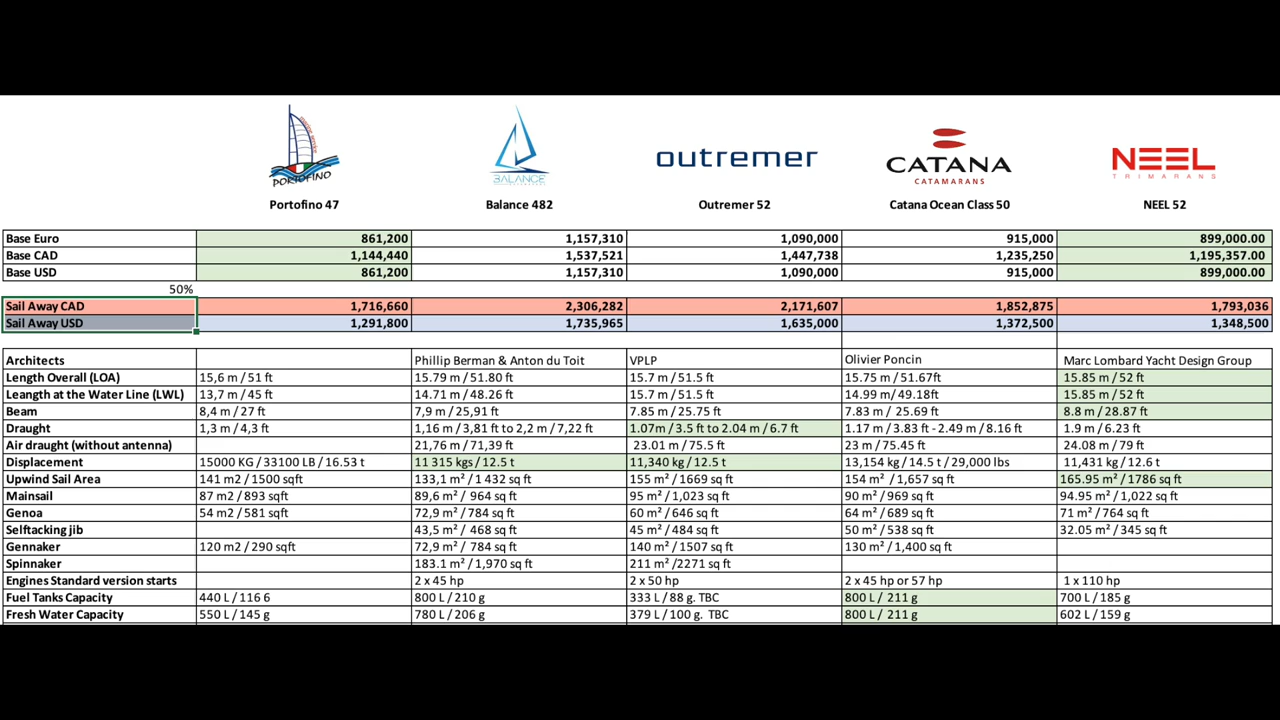 PORTOFINO
BALANCE
outremer
CATANA
CATAMARANS
NEEL
TRIMARANS
Portofino 47 Balance 482 Outremer 52 Catana Ocean Class 50 NEEL 52
Base Euro 861,200 1,157,310 1,090,000 915,000 899,000.00
Base CAD 1,144,440 1,537,521 1,447,738 1,235,250 1,195,357.00
Base USD 861,200 1,157,310 1,090,000 915,000 899,000.00
50%
Sail Away CAD 1,716,660 2,306,282 2,171,607 1,852,875 1,793,036
Sail Away USD 1,291,800 1,735,965 1,635,000 1,372,500 1,348,500
Architects Phillip Berman & Anton du Toit VPLP Olivier Poncin Marc Lombard Yacht Design Group
Length Overall (LOA) 15,6 m / 51 ft 15.79 m / 51.80 ft 15.7 m / 51.5 ft 15.75 m / 51.67ft 15.85 m / 52 ft
Leangth at the Water Line (LWL) 13,7 m / 45 ft 14.71 m / 48.26 ft 15.7 m / 51.5 ft 14.99 m/49.18ft 15.85 m / 52 ft
Beam 8,4 m / 27 ft 7,9 m / 25,91 ft 7.85 m / 25.75 ft 7.83 m / 25.69 ft 8.8 m / 28.87 ft
Draught 1,3 m / 4,3 ft 1,16 m / 3,81 ft to 2,2 m / 7,22 ft 1.07m / 3.5 ft to 2.04 m / 6.7 ft 1.17 m / 3.83 ft - 2.49 m / 8.16 ft 1.9 m / 6.23 ft
Air draught (without antenna) 21,76 m / 71,39 ft 23.01 m / 75.5 ft 23 m / 75.45 ft 24.08 m / 79 ft
Displacement 15000 KG / 33100 LB / 16.53 t 11 315 kgs / 12.5 t 11,340 kg / 12.5 t 13,154 kg / 14.5 t / 29,000 lbs 11,431 kg / 12.6 t
Upwind Sail Area 141 m2 / 1500 sqft 133,1 m² / 1 432 sq ft 155 m² / 1669 sq ft 154 m² / 1,657 sq ft 165.95 m² / 1786 sq ft
Mainsail 87 m2 / 893 sqft 89,6 m² / 964 sq ft 95 m² / 1,023 sq ft 90 m² / 969 sq ft 94.95 m² / 1,022 sq ft
Genoa 54 m2 / 581 sqft 72,9 m² / 784 sq ft 60 m² / 646 sq ft 64 m² / 689 sq ft 71 m² / 764 sq ft
Selftacking jib 43,5 m² / 468 sq ft 45 m² / 484 sq ft 50 m² / 538 sq ft 32.05 m² / 345 sq ft
Gennaker 120 m2 / 290 sqft 72,9 m² / 784 sq ft 140 m² / 1507 sq ft 130 m² / 1,400 sq ft
Spinnaker 183.1 m² / 1,970 sq ft 211 m² /2271 sq ft
Engines Standard version starts 2 x 45 hp 2 x 50 hp 2 x 45 hp or 57 hp 1 x 110 hp
Fuel Tanks Capacity 440 L / 116 6 800 L / 210 g 333 L / 88 g. TBC 800 L / 211 g 700 L / 185 g
Fresh Water Capacity 550 L / 145 g 780 L / 206 g 379 L / 100 g. TBC 800 L / 211 g 602 L / 159 g